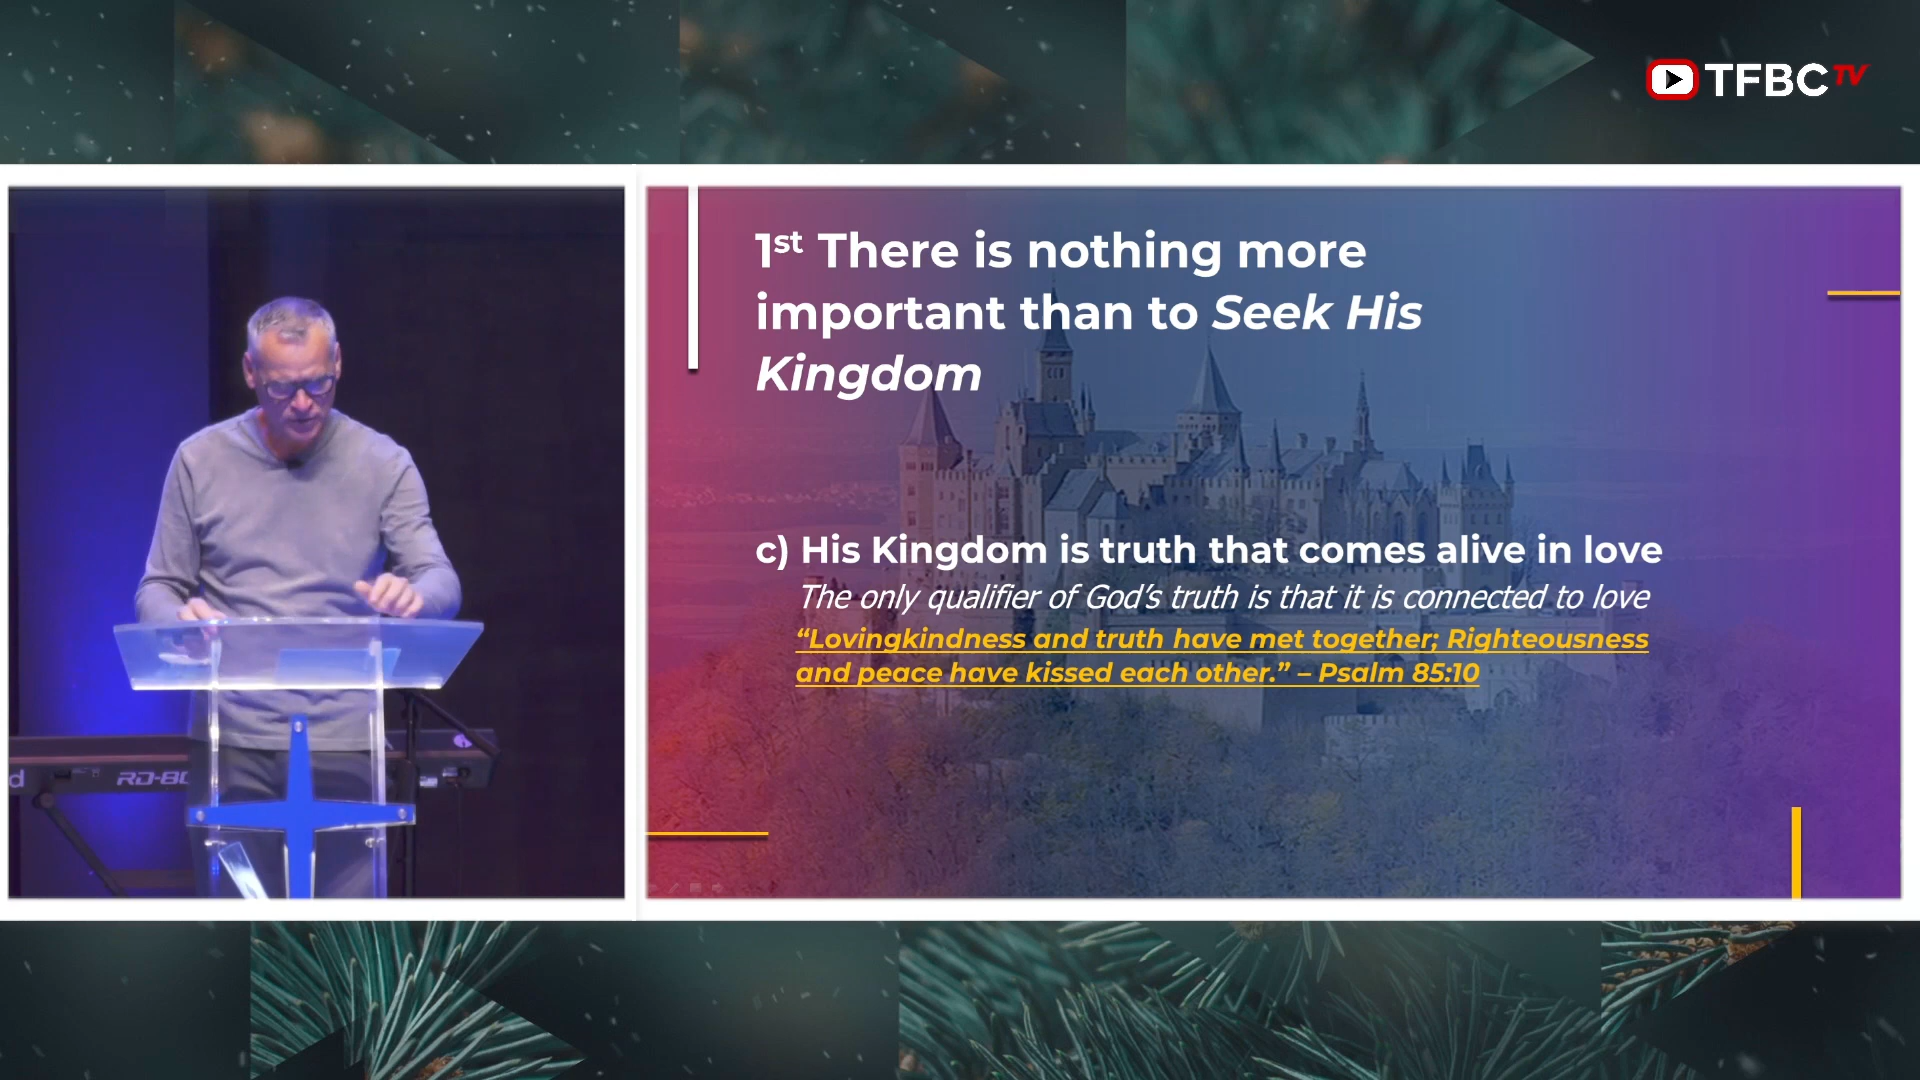 TFBC TV
1st There is nothing more
important than to Seek His
Kingdom
c) His Kingdom is truth that comes alive in love
The only qualifier of God's truth is that it is connected to love
“Lovingkindness and truth have met together; Righteousness
and peace have kissed each other.” – Psalm 85:10
d RD-80